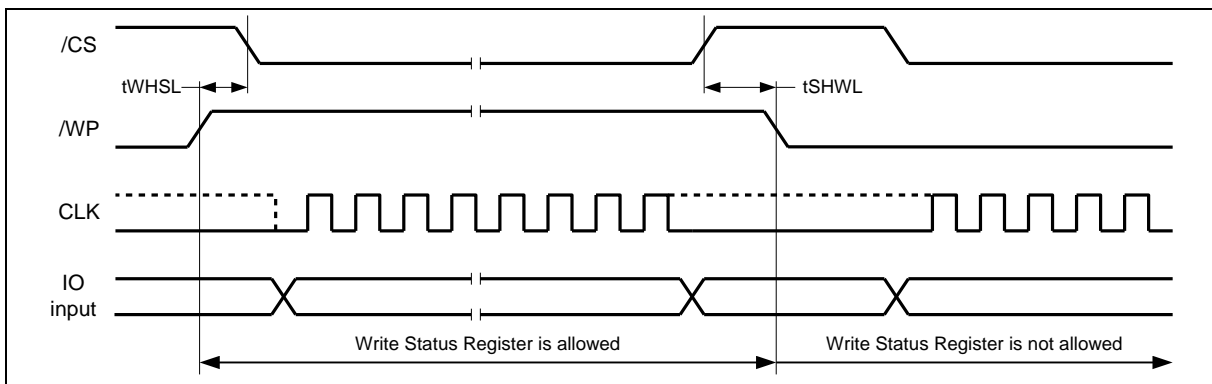 /CS
tWHSL
tSHWL
/WP
CLK
IO
input
Write Status Register is allowed
Write Status Register is not allowed